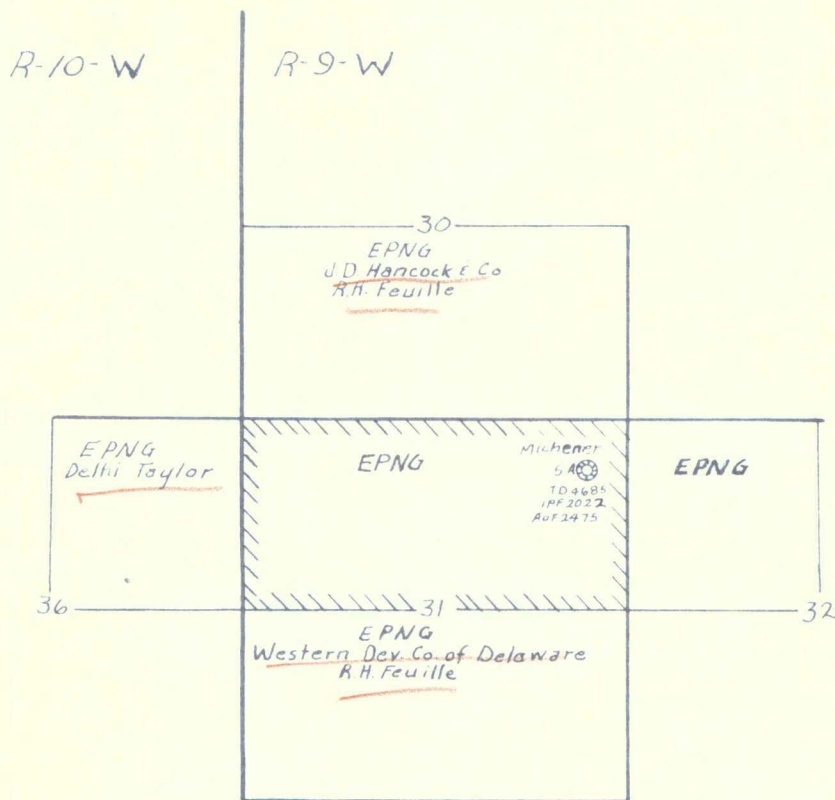 R-10-W
R-9-W
30
EPNG
J.D. Hancock & Co
R.H. Feuille
EPNG
Delhi Taylor
EPNG
Michener
5 A
TD 4685
IPF 2022
AOF 2475
EPNG
36
31
32
EPNG
Western Dev. Co. of Delaware
R.H. Feuille